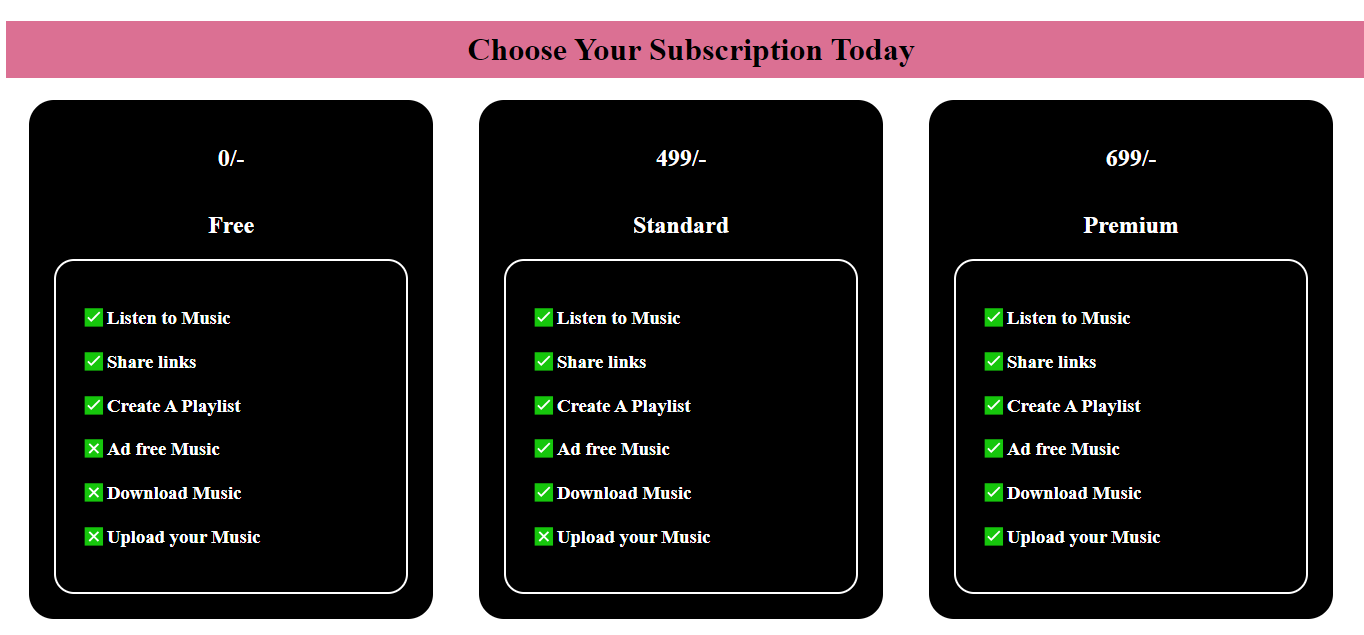 Choose Your Subscription Today
0/-
Free
✅ Listen to Music
✅ Share links
✅ Create A Playlist
❎ Ad free Music
❎ Download Music
❎ Upload your Music
499/-
Standard
✅ Listen to Music
✅ Share links
✅ Create A Playlist
✅ Ad free Music
✅ Download Music
❎ Upload your Music
699/-
Premium
✅ Listen to Music
✅ Share links
✅ Create A Playlist
✅ Ad free Music
✅ Download Music
✅ Upload your Music